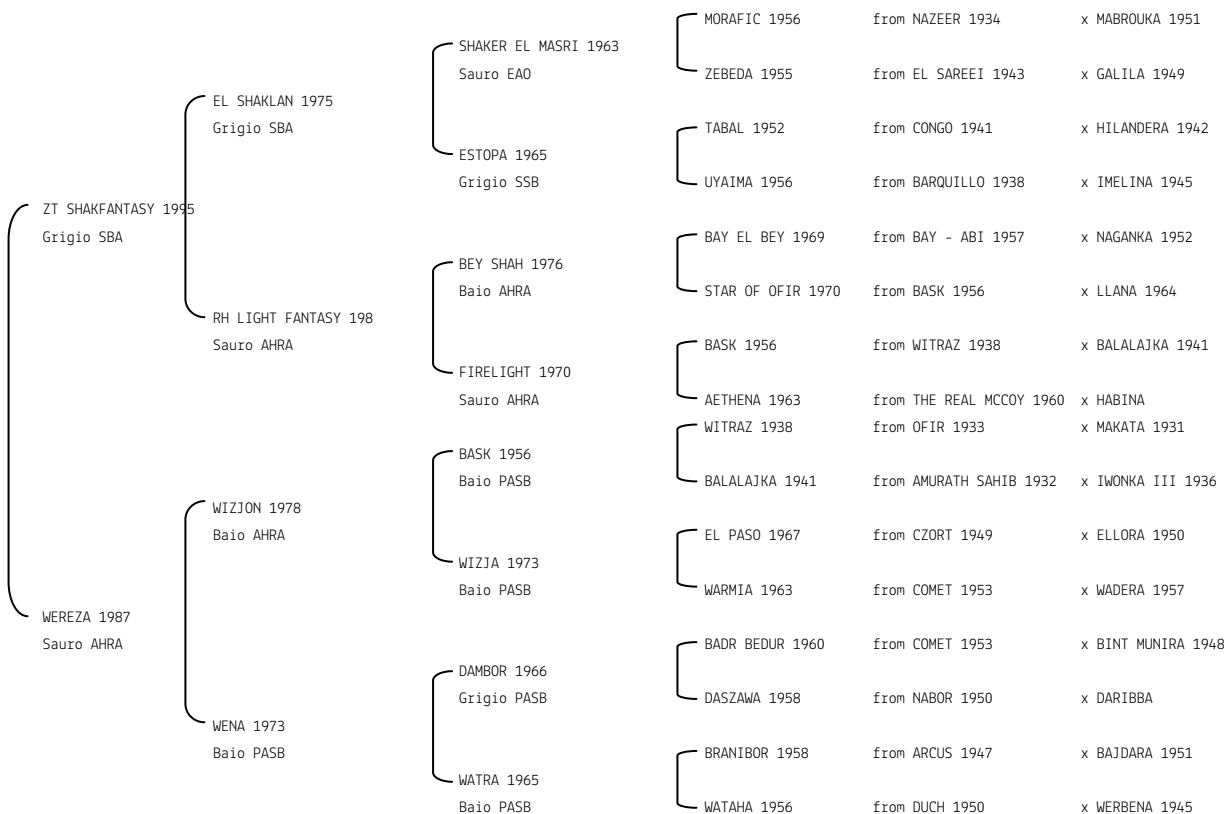 MORAFIC 1956 from NAZEER 1934 x MABROUKA 1951
SHAKER EL MASRI 1963
Sauro EAO
ZEBEDA 1955 from EL SAREEI 1943 x GALILA 1949
EL SHAKLAN 1975
Grigio SBA
TABAL 1952 from CONGO 1941 x HILANDERA 1942
ESTOPA 1965
Grigio SSB
UYAIMA 1956 from BARQUILLO 1938 x IMELINA 1945
ZT SHAKFANTASY 1995
Grigio SBA
BAY EL BEY 1969 from BAY - ABI 1957 x NAGANKA 1952
BEY SHAH 1976
Baio AHRA
STAR OF OFIR 1970 from BASK 1956 x LLANA 1964
RH LIGHT FANTASY 198
Sauro AHRA
BASK 1956 from WITRAZ 1938 x BALALAJKA 1941
FIRELIGHT 1970
Sauro AHRA
AETHENA 1963 from THE REAL MCCOY 1960 x HABINA
WITRAZ 1938 from OFIR 1933 x MAKATA 1931
BASK 1956
Baio PASB
BALALAJKA 1941 from AMURATH SAHIB 1932 x IWONKA III 1936
WIZJON 1978
Baio AHRA
EL PASO 1967 from CZORT 1949 x ELLORA 1950
WIZJA 1973
Baio PASB
WARMIA 1963 from COMET 1953 x WADERA 1957
WEREZA 1987
Sauro AHRA
BADR BEDUR 1960 from COMET 1953 x BINT MUNIRA 1948
DAMBOR 1966
Grigio PASB
DASZAWA 1958 from NABOR 1950 x DARIBBA
WENA 1973
Baio PASB
BRANIBOR 1958 from ARCUS 1947 x BAJDARA 1951
WATRA 1965
Baio PASB
WATAHA 1956 from DUCH 1950 x WERBENA 1945